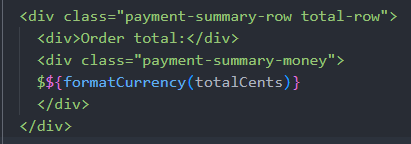 <div class="payment-summary-row total-row">
<div>Order total:</div>
<div class="payment-summary-money">
$${formatCurrency(totalCents)}
</div>
</div>